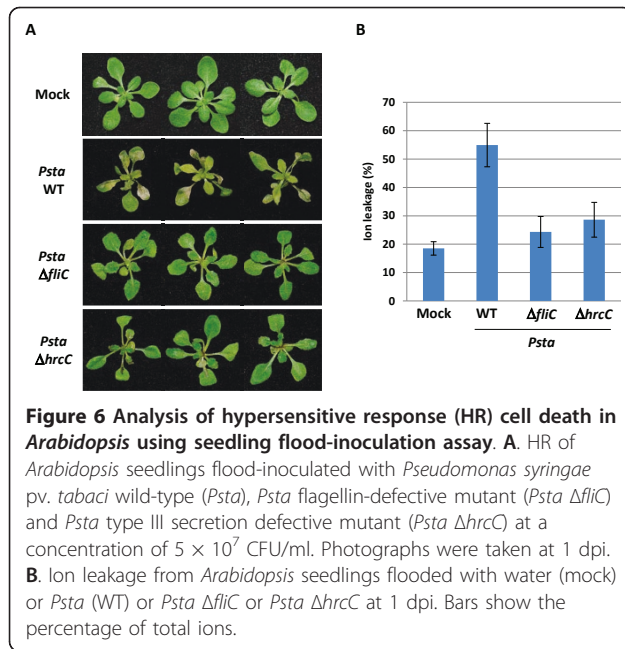 A
B
Mock
Psta
WT
Psta
ΔfliC
Psta
ΔhrcC
70
60
50
40
30
20
10
0
Ion leakage (%)
Mock WT ΔfliC ΔhrcC
Psta
Figure 6 Analysis of hypersensitive response (HR) cell death in
Arabidopsis using seedling flood-inoculation assay. A. HR of
Arabidopsis seedlings flood-inoculated with Pseudomonas syringae
pv. tabaci wild-type (Psta), Psta flagellin-defective mutant (Psta ΔfliC)
and Psta type III secretion defective mutant (Psta ΔhrcC) at a
concentration of 5 × 10⁷ CFU/ml. Photographs were taken at 1 dpi.
B. Ion leakage from Arabidopsis seedlings flooded with water (mock)
or Psta (WT) or Psta ΔfliC or Psta ΔhrcC at 1 dpi. Bars show the
percentage of total ions.